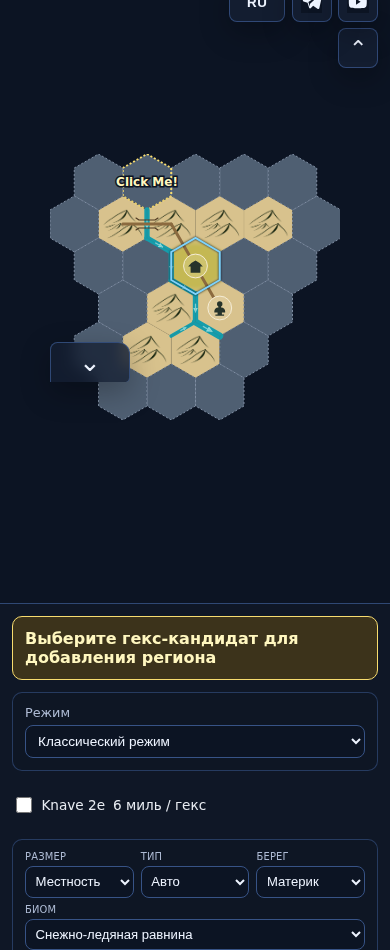 RU
Click Me!
Выберите гекс-кандидат для
добавления региона
Режим
Классический режим
Knave 2e 6 миль / гекс
РАЗМЕР ТИП БЕРЕГ
Местность Авто Материк
БИОМ
Снежно-ледяная равнина